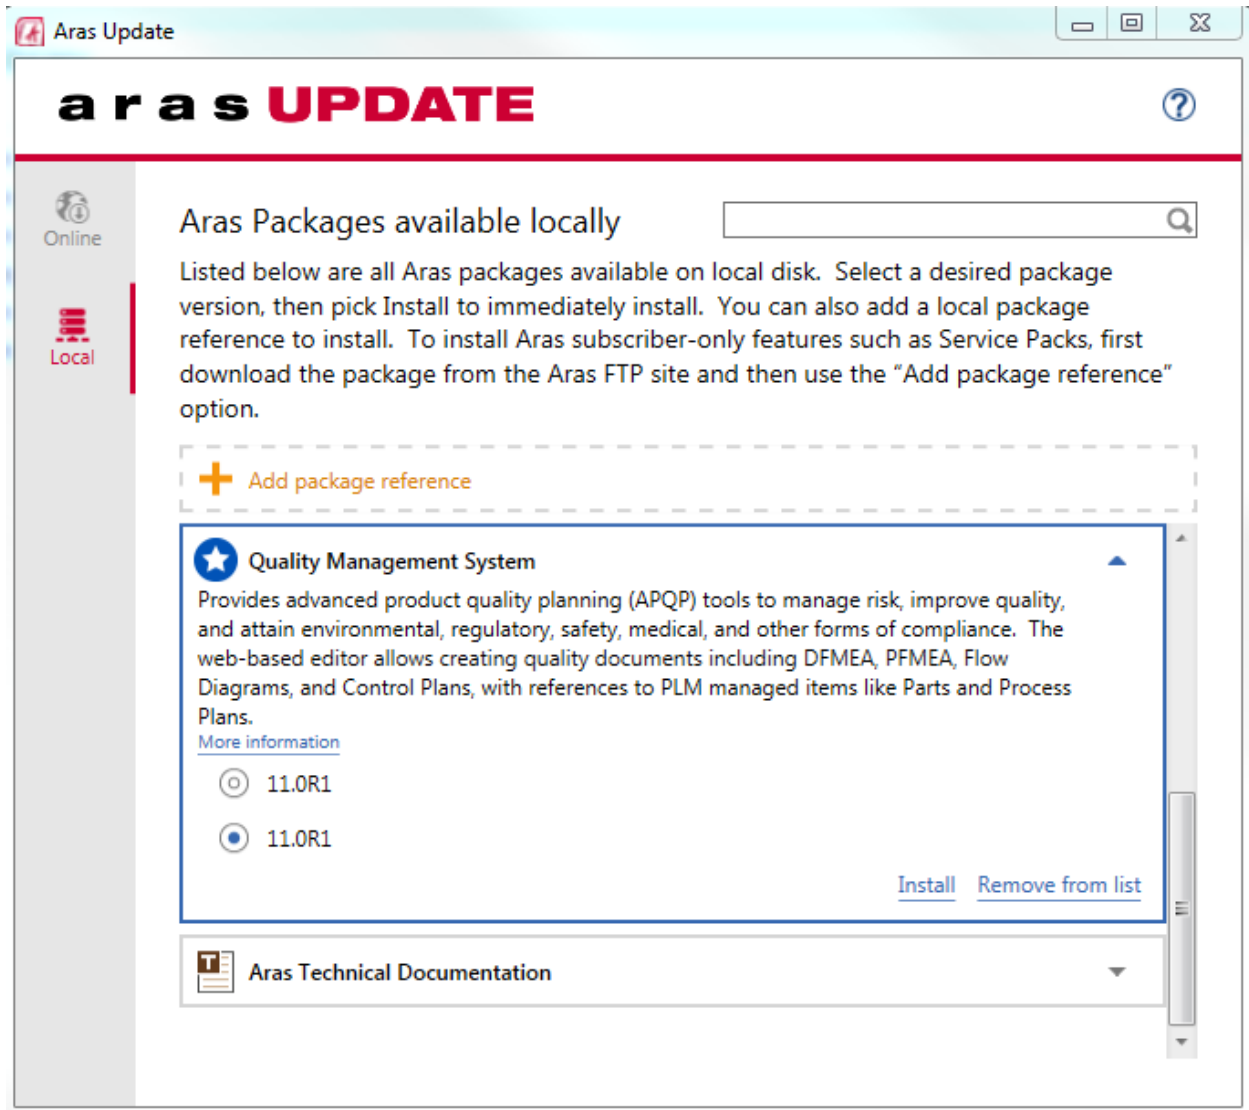 Aras Update
aras UPDATE
?
Online
Local
Aras Packages available locally
Listed below are all Aras packages available on local disk.  Select a desired package
version, then pick Install to immediately install.  You can also add a local package
reference to install.  To install Aras subscriber-only features such as Service Packs, first
download the package from the Aras FTP site and then use the “Add package reference”
option.
Add package reference
Quality Management System
Provides advanced product quality planning (APQP) tools to manage risk, improve quality,
and attain environmental, regulatory, safety, medical, and other forms of compliance.  The
web-based editor allows creating quality documents including DFMEA, PFMEA, Flow
Diagrams, and Control Plans, with references to PLM managed items like Parts and Process
Plans.
More information
11.0R1
11.0R1
Install Remove from list
T
Aras Technical Documentation